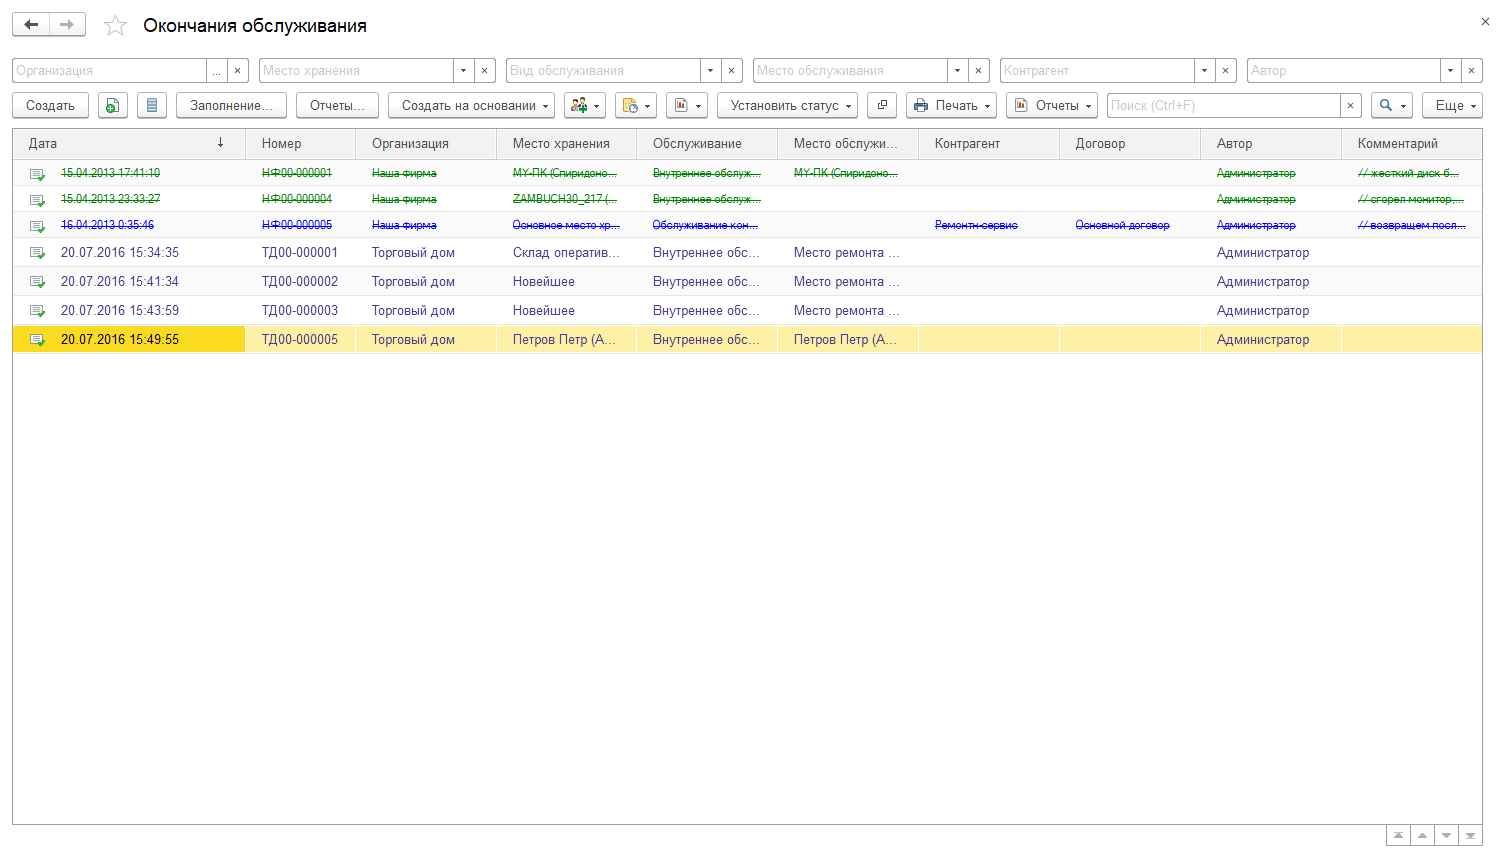 Окончания обслуживания
Организация ... Место хранения Вид обслуживания Место обслуживания Контрагент Автор
Создать Заполнение... Отчеты... Создать на основании Установить статус Печать Отчеты Поиск (Ctrl+F) Еще
Дата Номер Организация Место хранения Обслуживание Место обслужи... Контрагент Договор Автор Комментарий
15.04.2013 17:41:10 НФ00-000001 Наша фирма MY-ПК (Спиридоно... Внутреннее обслуж... MY-ПК (Спиридоно... Администратор // жесткий диск б...
15.04.2013 23:33:27 НФ00-000004 Наша фирма ZAMBUCH30_217 (... Внутреннее обслуж... Администратор // сгорел монитор,...
16.04.2013 0:35:46 НФ00-000005 Наша фирма Основное место хр... Обслуживание кон... Ремонти-сервис Основной договор Администратор // возвращем посл...
20.07.2016 15:34:35 ТД00-000001 Торговый дом Склад оператив... Внутреннее обс... Место ремонта ... Администратор
20.07.2016 15:41:34 ТД00-000002 Торговый дом Новейшее Внутреннее обс... Место ремонта ... Администратор
20.07.2016 15:43:59 ТД00-000003 Торговый дом Новейшее Внутреннее обс... Место ремонта ... Администратор
20.07.2016 15:49:55 ТД00-000005 Торговый дом Петров Петр (А... Внутреннее обс... Петров Петр (А... Администратор